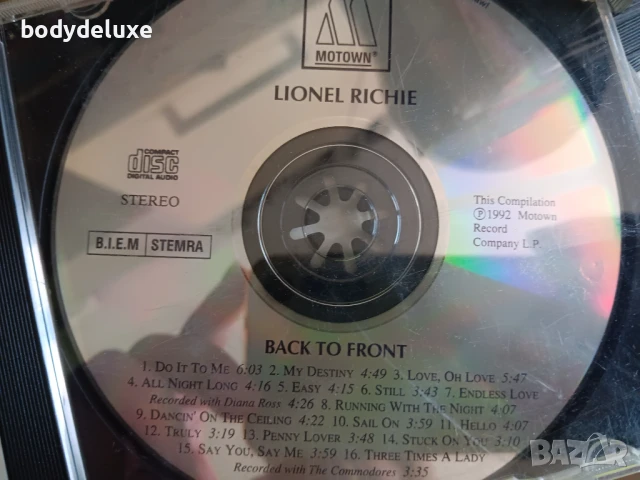 bodydeluxe
MOTOWN®
LIONEL RICHIE
COMPACT
disc
DIGITAL AUDIO
STEREO
B.I.E.M STEMRA
This Compilation
℗1992 Motown
Record
Company L.P.
BACK TO FRONT
1. DO IT TO ME 6:03 2. MY DESTINY 4:49 3. LOVE, OH LOVE 5:47
4. ALL NIGHT LONG 4:16 5. EASY 4:15 6. STILL 3:43 7. ENDLESS LOVE
Recorded with Diana Ross 4:26 8. RUNNING WITH THE NIGHT 4:07
9. DANCIN' ON THE CEILING 4:22 10. SAIL ON 3:59 11. HELLO 4:07
12. TRULY 3:19 13. PENNY LOVER 3:48 14. STUCK ON YOU 3:10
15. SAY YOU, SAY ME 3:59 16. THREE TIMES A LADY
Recorded with The Commodores 3:35
BAZAR